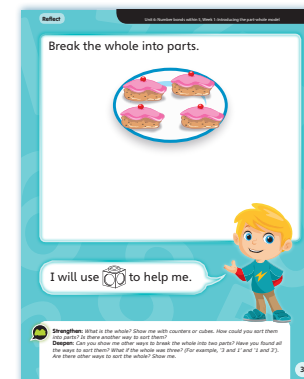 Reflect
Unit 6: Number bonds within 5, Week 1: Introducing the part-whole model
Break the whole into parts.
I will use to help me.
Strengthen: What is the whole? Show me with counters or cubes. How could you sort them
into parts? Is there another way to sort them?
Deepen: Can you show me other ways to break the whole into two parts? Have you found all
the ways to sort them? What if the whole was three? (For example, '3 and 1' and '1 and 3').
Are there other ways to sort the whole? Show me.